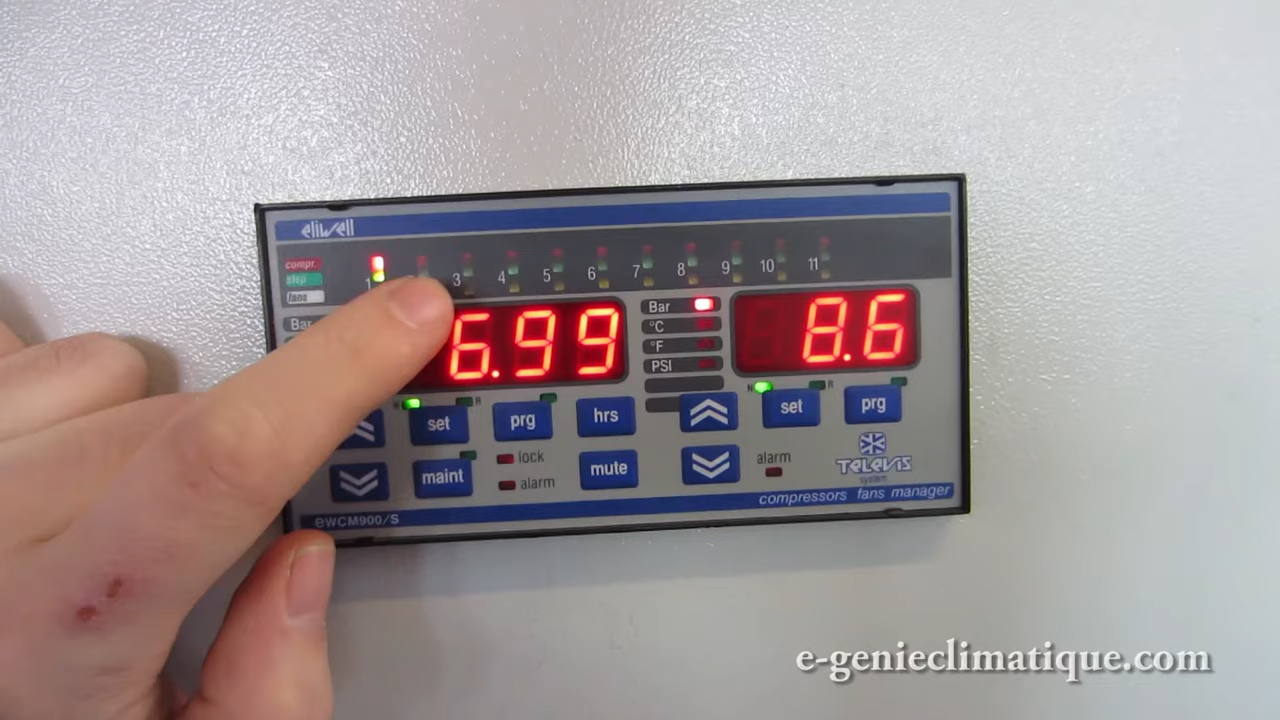 eliwell
compr.
step
fans
1 3 4 5 6 7 8 9 10 11
Bar
6.99
Bar
°C
°F
PSI
8.6
N R
set
prg
hrs
N R
set
prg
maint
lock
alarm
mute
alarm
TELEVIS
system
compressors fans manager
ewcm900/S
e-genieclimatique.com